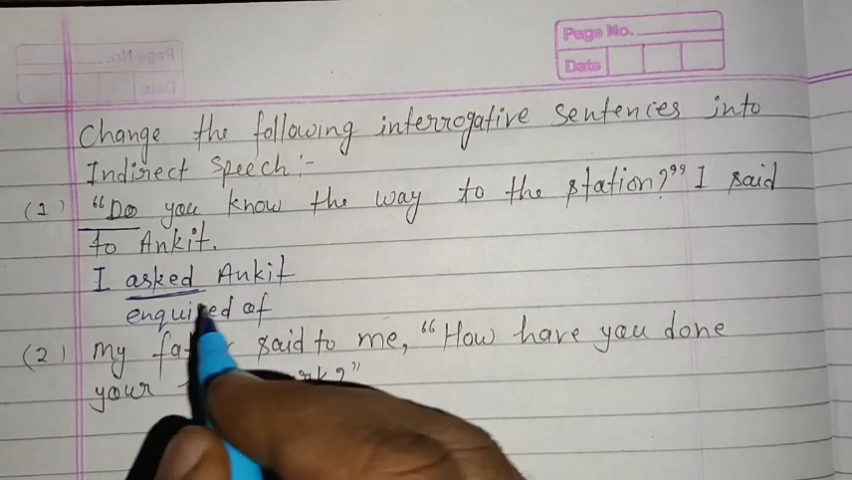 Page No.
Date
Change the following interrogative sentences into
Indirect Speech:-
(1) "Do you know the way to the station?" I said
to Ankit.
I asked Ankit
enquired of
(2) My said to me, "How have you done
your